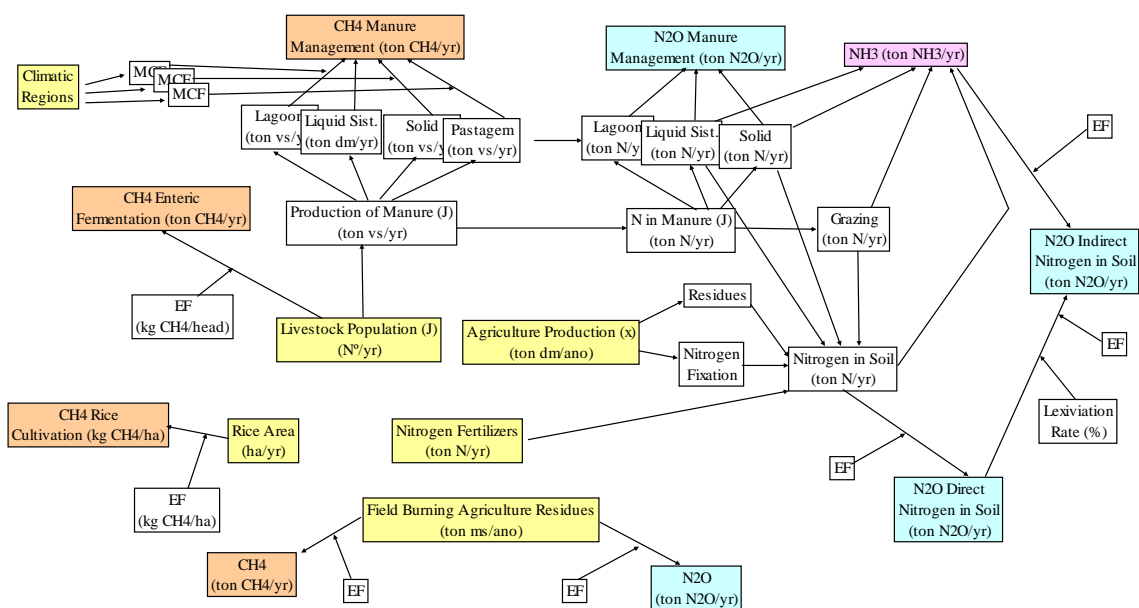 CH4 Manure
Management (ton CH4/yr)
N2O Manure
Management (ton N2O/yr)
NH3 (ton NH3/yr)
Climatic
Regions
MCF
MCF
MCF
Lagoon
(ton vs/y
Liquid Sist.
(ton dm/yr)
Solid
(ton vs/y
Pastagem
(ton vs/yr)
Lagoon
(ton N/y
Liquid Sist.
(ton N/yr)
Solid
(ton N/yr)
EF
CH4 Enteric
Fermentation (ton CH4/yr)
Production of Manure (J)
(ton vs/yr)
N in Manure (J)
(ton N/yr)
Grazing
(ton N/yr)
N2O Indirect
Nitrogen in Soil
(ton N2O/yr)
EF
(kg CH4/head)
Livestock Population (J)
(Nº/yr)
Agriculture Production (x)
(ton dm/ano)
Residues
Nitrogen
Fixation
Nitrogen in Soil
(ton N/yr)
EF
CH4 Rice
Cultivation (kg CH4/ha)
Rice Area
(ha/yr)
Nitrogen Fertilizers
(ton N/yr)
Lexiviation
Rate (%)
EF
(kg CH4/ha)
EF
N2O Direct
Nitrogen in Soil
(ton N2O/yr)
Field Burning Agriculture Residues
(ton ms/ano)
CH4
(ton CH4/yr)
EF
EF
N2O
(ton N2O/yr)